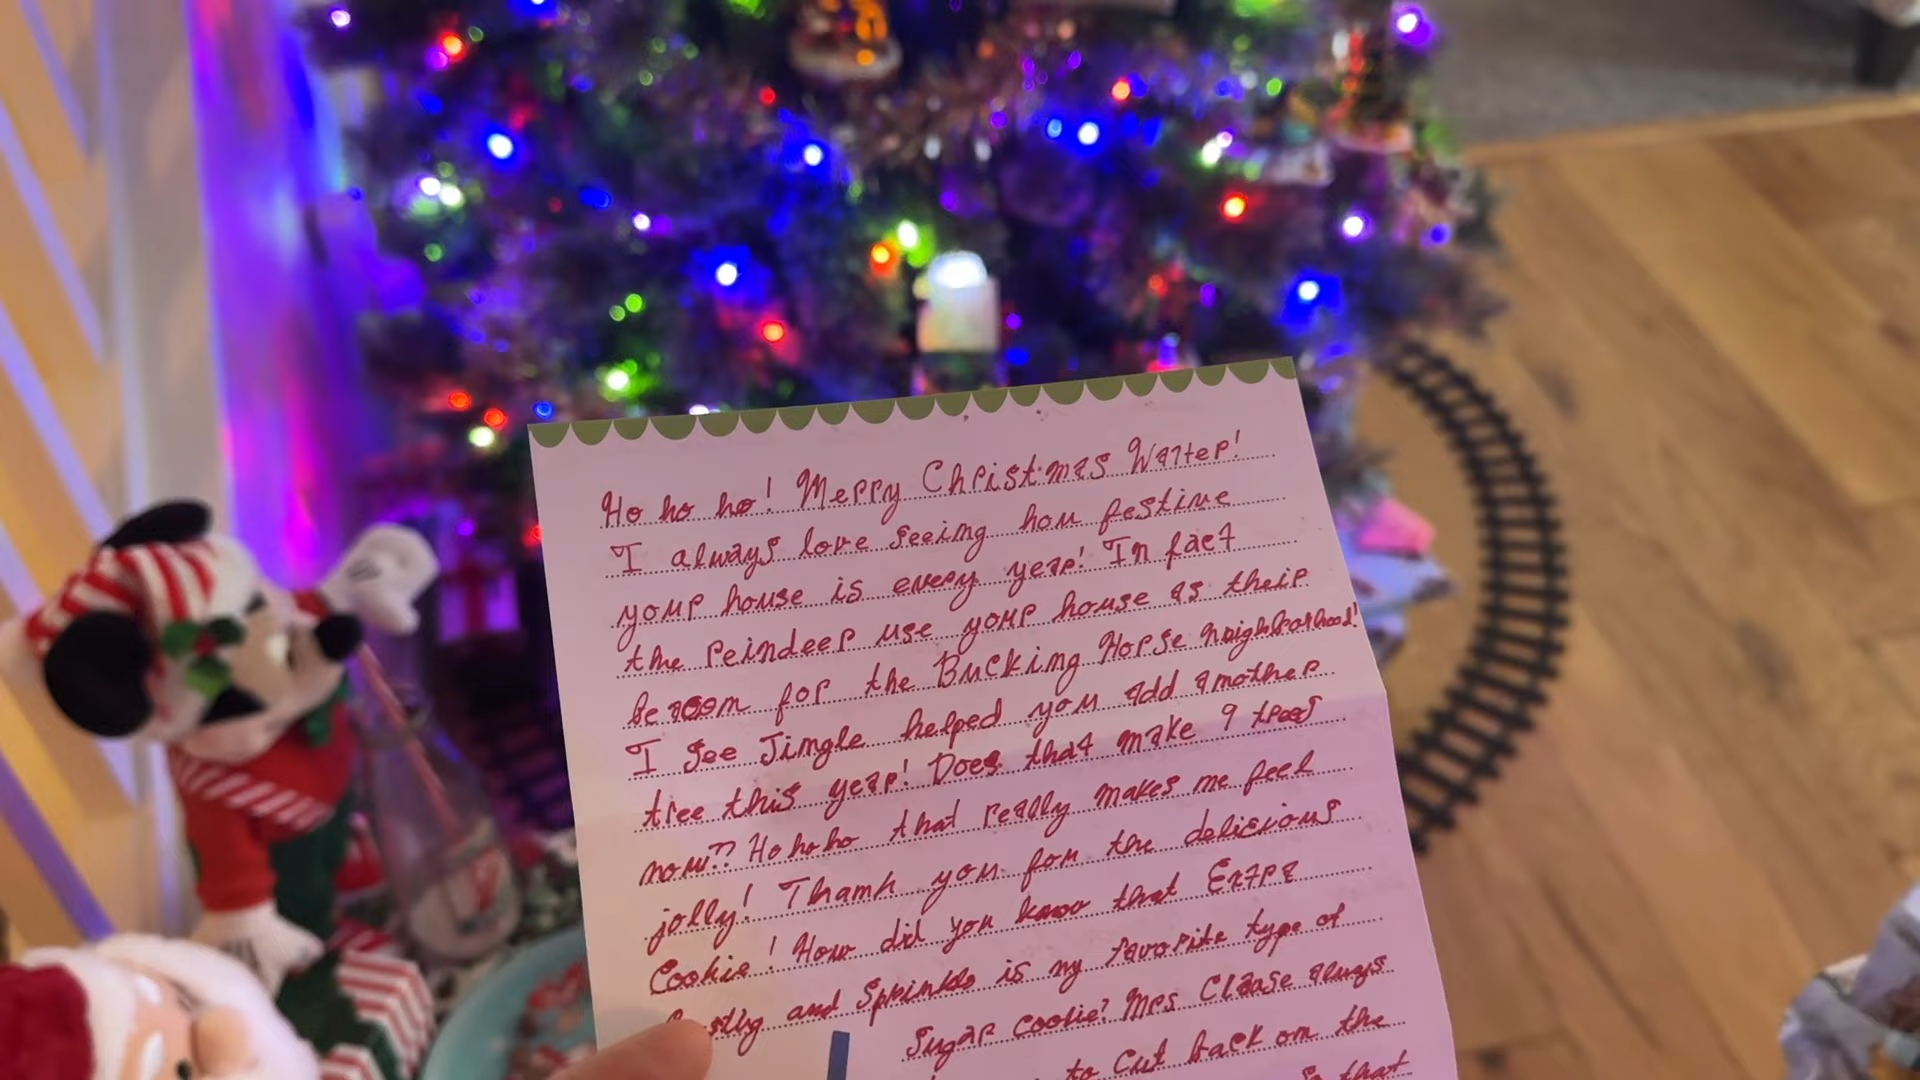 Ho ho ho! Merry Christmas Walter!
I always love seeing how festive
your house is every year! In fact
the reindeer use your house as their
beacon for the Bucking Horse neighborhood!
I see Jingle helped you add another
tree this year! Does that make 9 trees
now?? Ho ho ho that really makes me feel
jolly! Thank you for the delicious
Cookie! How did you know that Extra
and Sprinkle is my favorite type of
Sugar Cookie? Mrs. Clause always
to cut back on the
So that